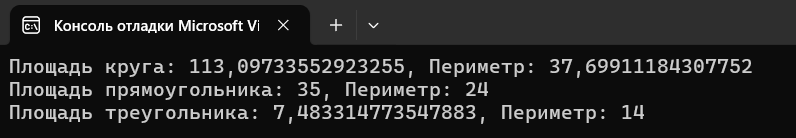 Консоль отладки Microsoft Vi
Площадь круга: 113,09733552923255, Периметр: 37,69911184307752
Площадь прямоугольника: 35, Периметр: 24
Площадь треугольника: 7,483314773547883, Периметр: 14